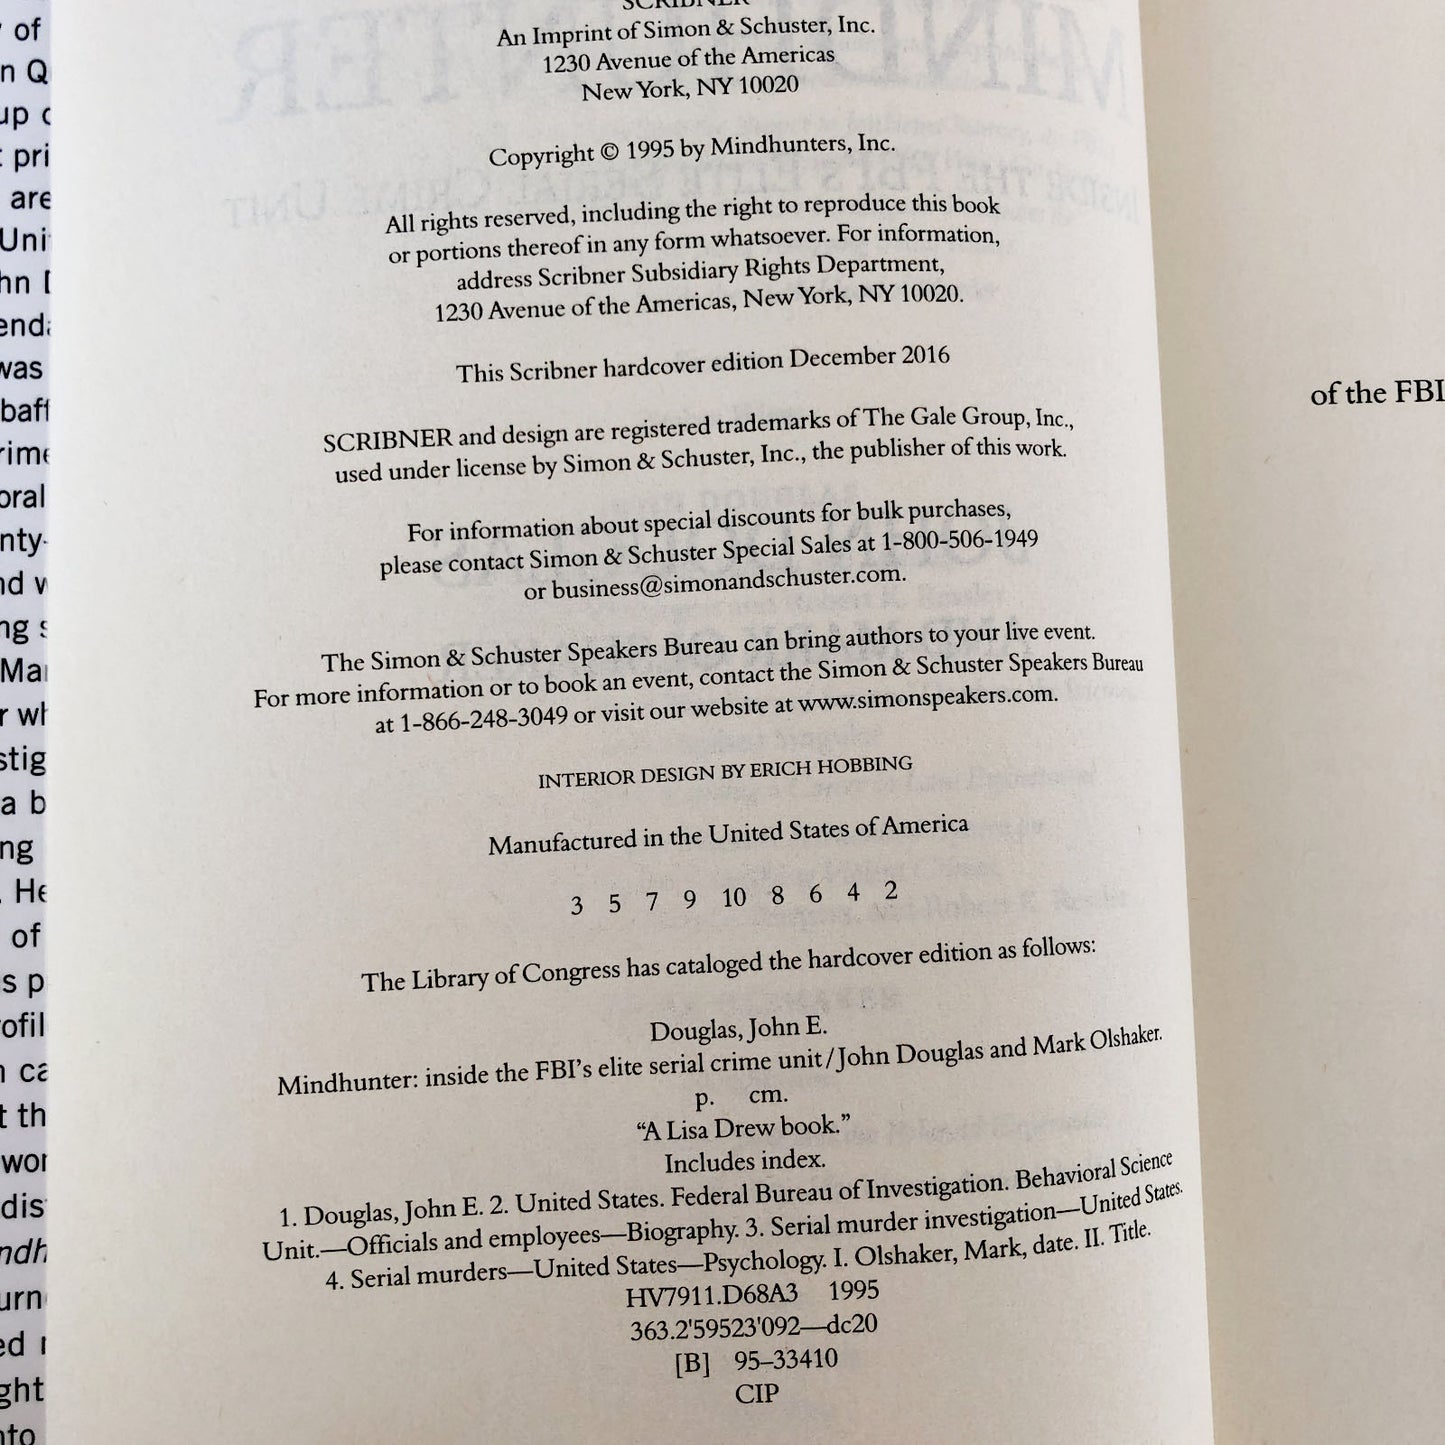 SCRIBNER
An Imprint of Simon & Schuster, Inc.
1230 Avenue of the Americas
New York, NY 10020
Copyright © 1995 by Mindhunters, Inc.
All rights reserved, including the right to reproduce this book
or portions thereof in any form whatsoever. For information,
address Scribner Subsidiary Rights Department,
1230 Avenue of the Americas, New York, NY 10020.
This Scribner hardcover edition December 2016
SCRIBNER and design are registered trademarks of The Gale Group, Inc.,
used under license by Simon & Schuster, Inc., the publisher of this work.
For information about special discounts for bulk purchases,
please contact Simon & Schuster Special Sales at 1-800-506-1949
or business@simonandschuster.com.
The Simon & Schuster Speakers Bureau can bring authors to your live event.
For more information or to book an event, contact the Simon & Schuster Speakers Bureau
at 1-866-248-3049 or visit our website at www.simonspeakers.com.
INTERIOR DESIGN BY ERICH HOBBING
Manufactured in the United States of America
3 5 7 9 10 8 6 4 2
The Library of Congress has cataloged the hardcover edition as follows:
Douglas, John E.
Mindhunter: inside the FBI's elite serial crime unit/John Douglas and Mark Olshaker.
p. cm.
“A Lisa Drew book.”
Includes index.
1. Douglas, John E. 2. United States. Federal Bureau of Investigation. Behavioral Science
Unit.—Officials and employees—Biography. 3. Serial murder investigation—United States.
4. Serial murders—United States—Psychology. I. Olshaker, Mark, date. II. Title.
HV7911.D68A3 1995
363.2'59523'092—dc20
[B] 95–33410
CIP
of the FBI